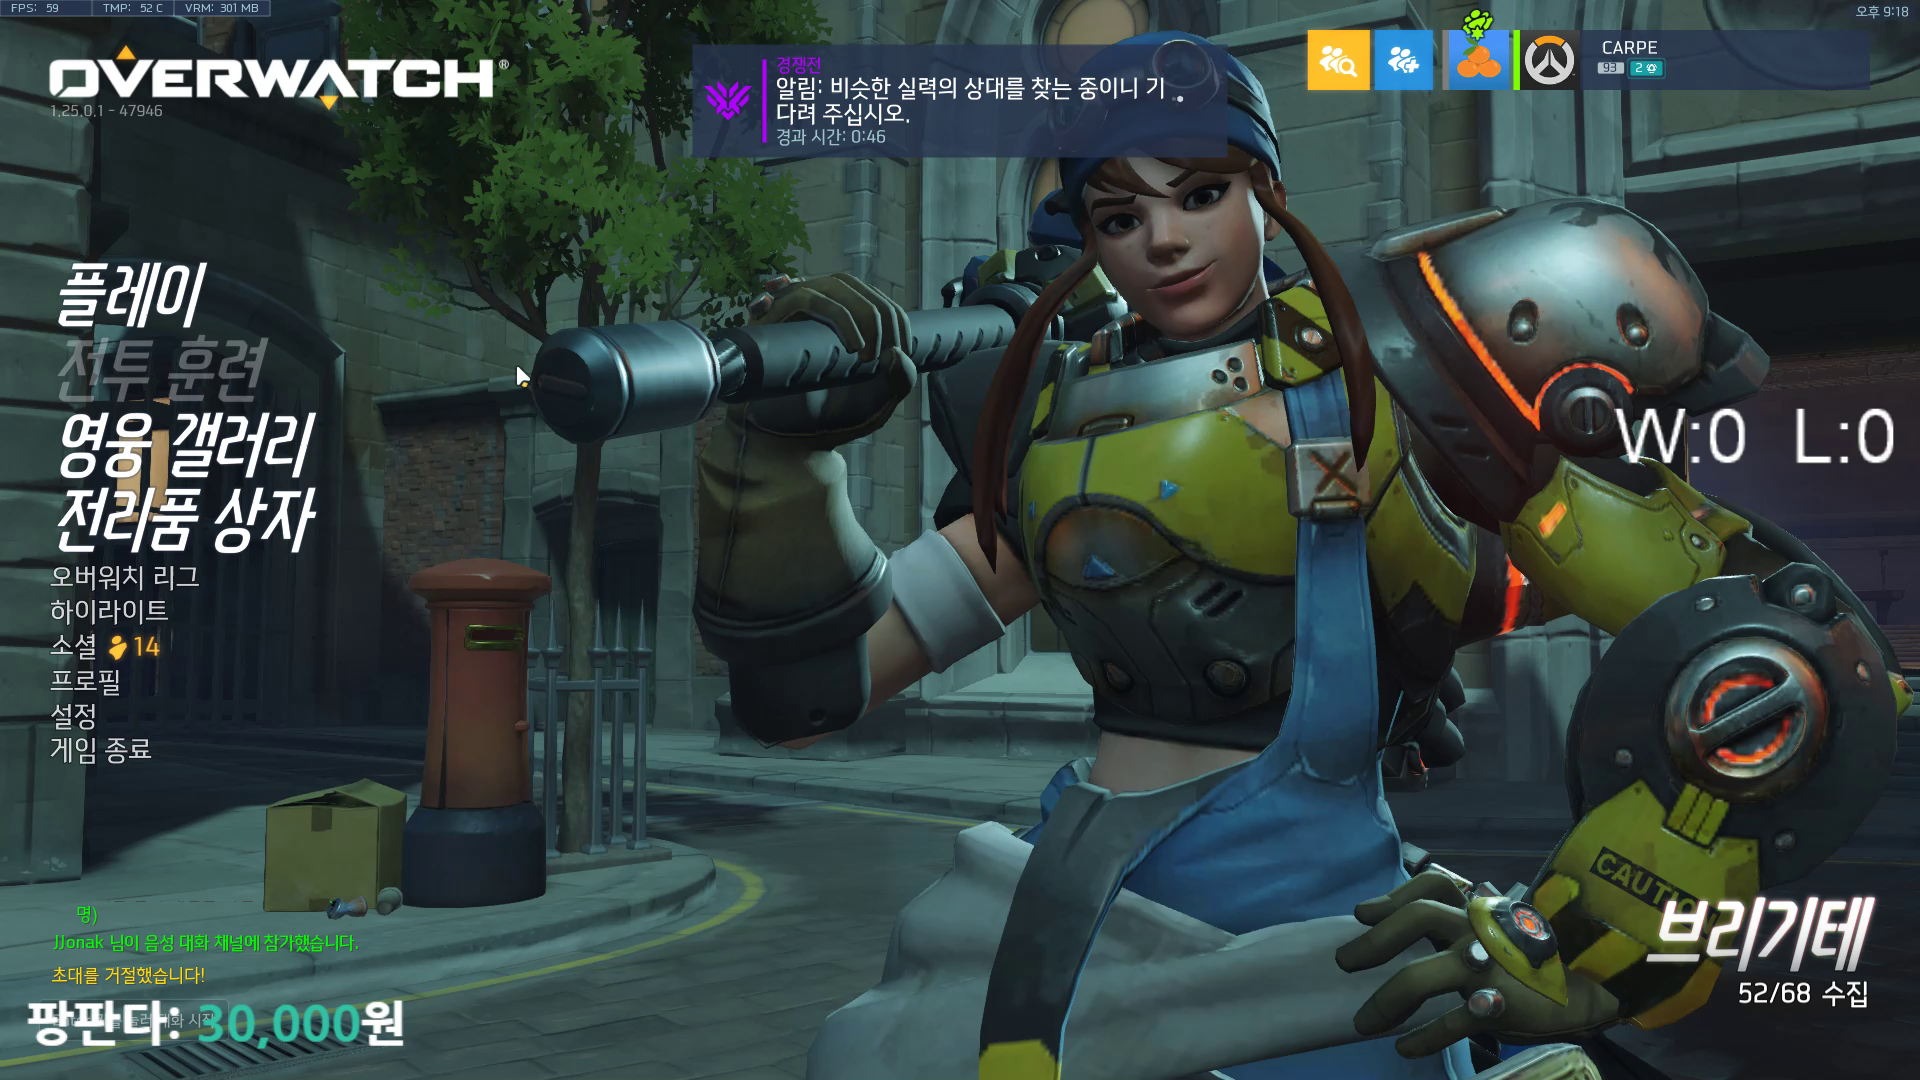 FPS: 59 TMP: 52 C VRM: 301 MB
오후 9:18
OVERWATCH®
1.25.0.1 - 47946
경쟁전
알림: 비슷한 실력의 상대를 찾는 중이니 기
다려 주십시오.
경과 시간: 0:46
CARPE
93 2
플레이
전투 훈련
영웅 갤러리
전리품 상자
오버워치 리그
하이라이트
소셜 14
프로필
설정
게임 종료
W:0 L:0
CAUTION
명)
JJonak 님이 음성 대화 채널에 참가했습니다.
초대를 거절했습니다!
팡판다: 30,000원
브리기테
52/68 수집